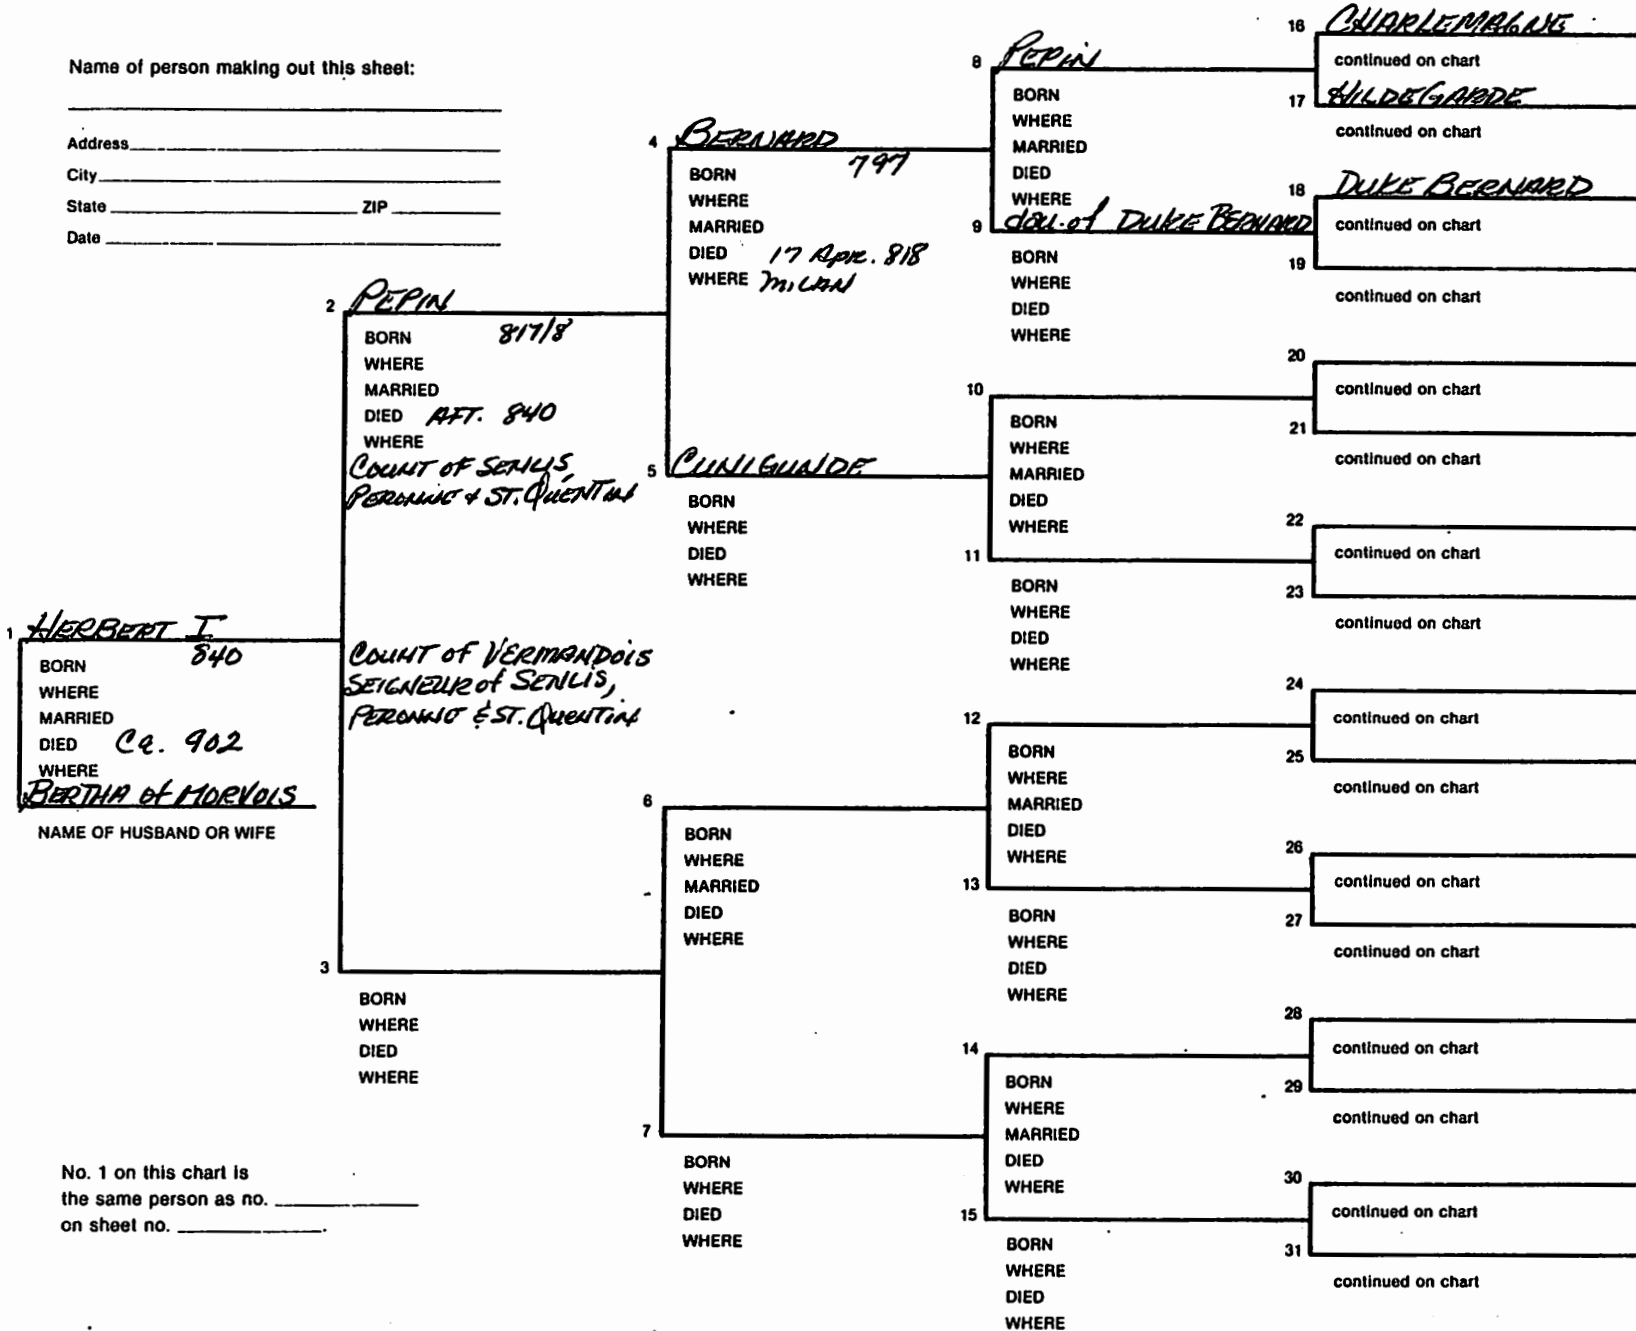 Name of person making out this sheet:
Address
City
State ZIP
Date
1 HERBERT I
BORN 840
WHERE
MARRIED
DIED Ca. 902
WHERE
BERTHA of MORVOIS
NAME OF HUSBAND OR WIFE
No. 1 on this chart is
the same person as no.
on sheet no. .
2 PEPIN
BORN 817/8
WHERE
MARRIED
DIED AFT. 840
WHERE
COUNT OF SENLIS,
PERONNE & ST. QUENTIN
COUNT of VERMANDOIS
SEIGNEUR of SENLIS,
PERONNE & ST. QUENTIN
3
BORN
WHERE
DIED
WHERE
4 BERNARD
BORN 797
WHERE
MARRIED
DIED 17 Apr. 818
WHERE MILAN
5 CUNIGUNDE
BORN
WHERE
DIED
WHERE
6
BORN
WHERE
MARRIED
DIED
WHERE
7
BORN
WHERE
DIED
WHERE
8 PEPIN
BORN
WHERE
MARRIED
DIED
WHERE
9 dau. of DUKE BERNARD
BORN
WHERE
DIED
WHERE
10
BORN
WHERE
MARRIED
DIED
WHERE
11
BORN
WHERE
DIED
WHERE
12
BORN
WHERE
MARRIED
DIED
WHERE
13
BORN
WHERE
DIED
WHERE
14
BORN
WHERE
MARRIED
DIED
WHERE
15
BORN
WHERE
DIED
WHERE
16 CHARLEMAGNE
continued on chart
17 HILDEGARDE
continued on chart
18 DUKE BERNARD
continued on chart
19
continued on chart
20
continued on chart
21
continued on chart
22
continued on chart
23
continued on chart
24
continued on chart
25
continued on chart
26
continued on chart
27
continued on chart
28
continued on chart
29
continued on chart
30
continued on chart
31
continued on chart